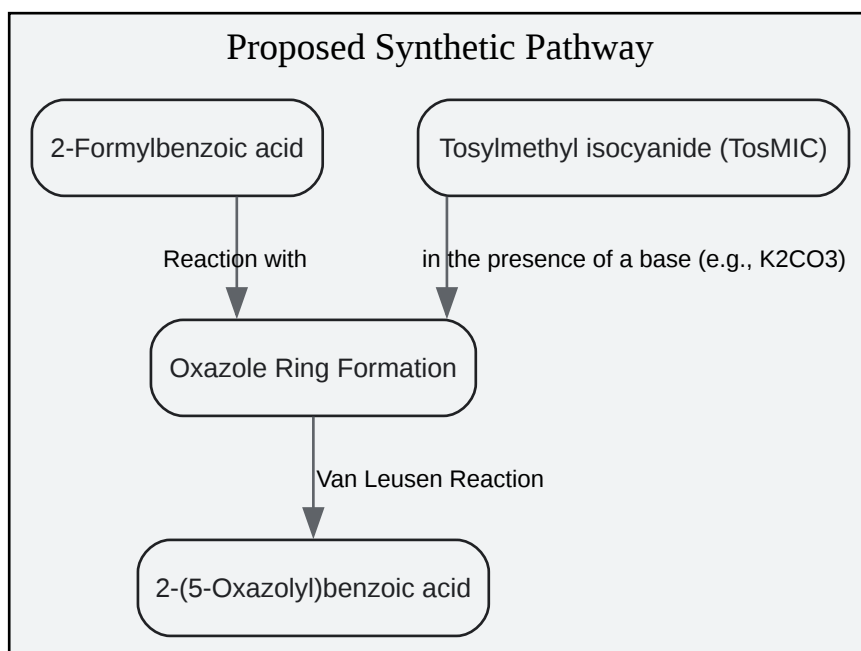 Proposed Synthetic Pathway
2-Formylbenzoic acid
Tosylmethyl isocyanide (TosMIC)
Reaction with
in the presence of a base (e.g., K2CO3)
Oxazole Ring Formation
Van Leusen Reaction
2-(5-Oxazolyl)benzoic acid